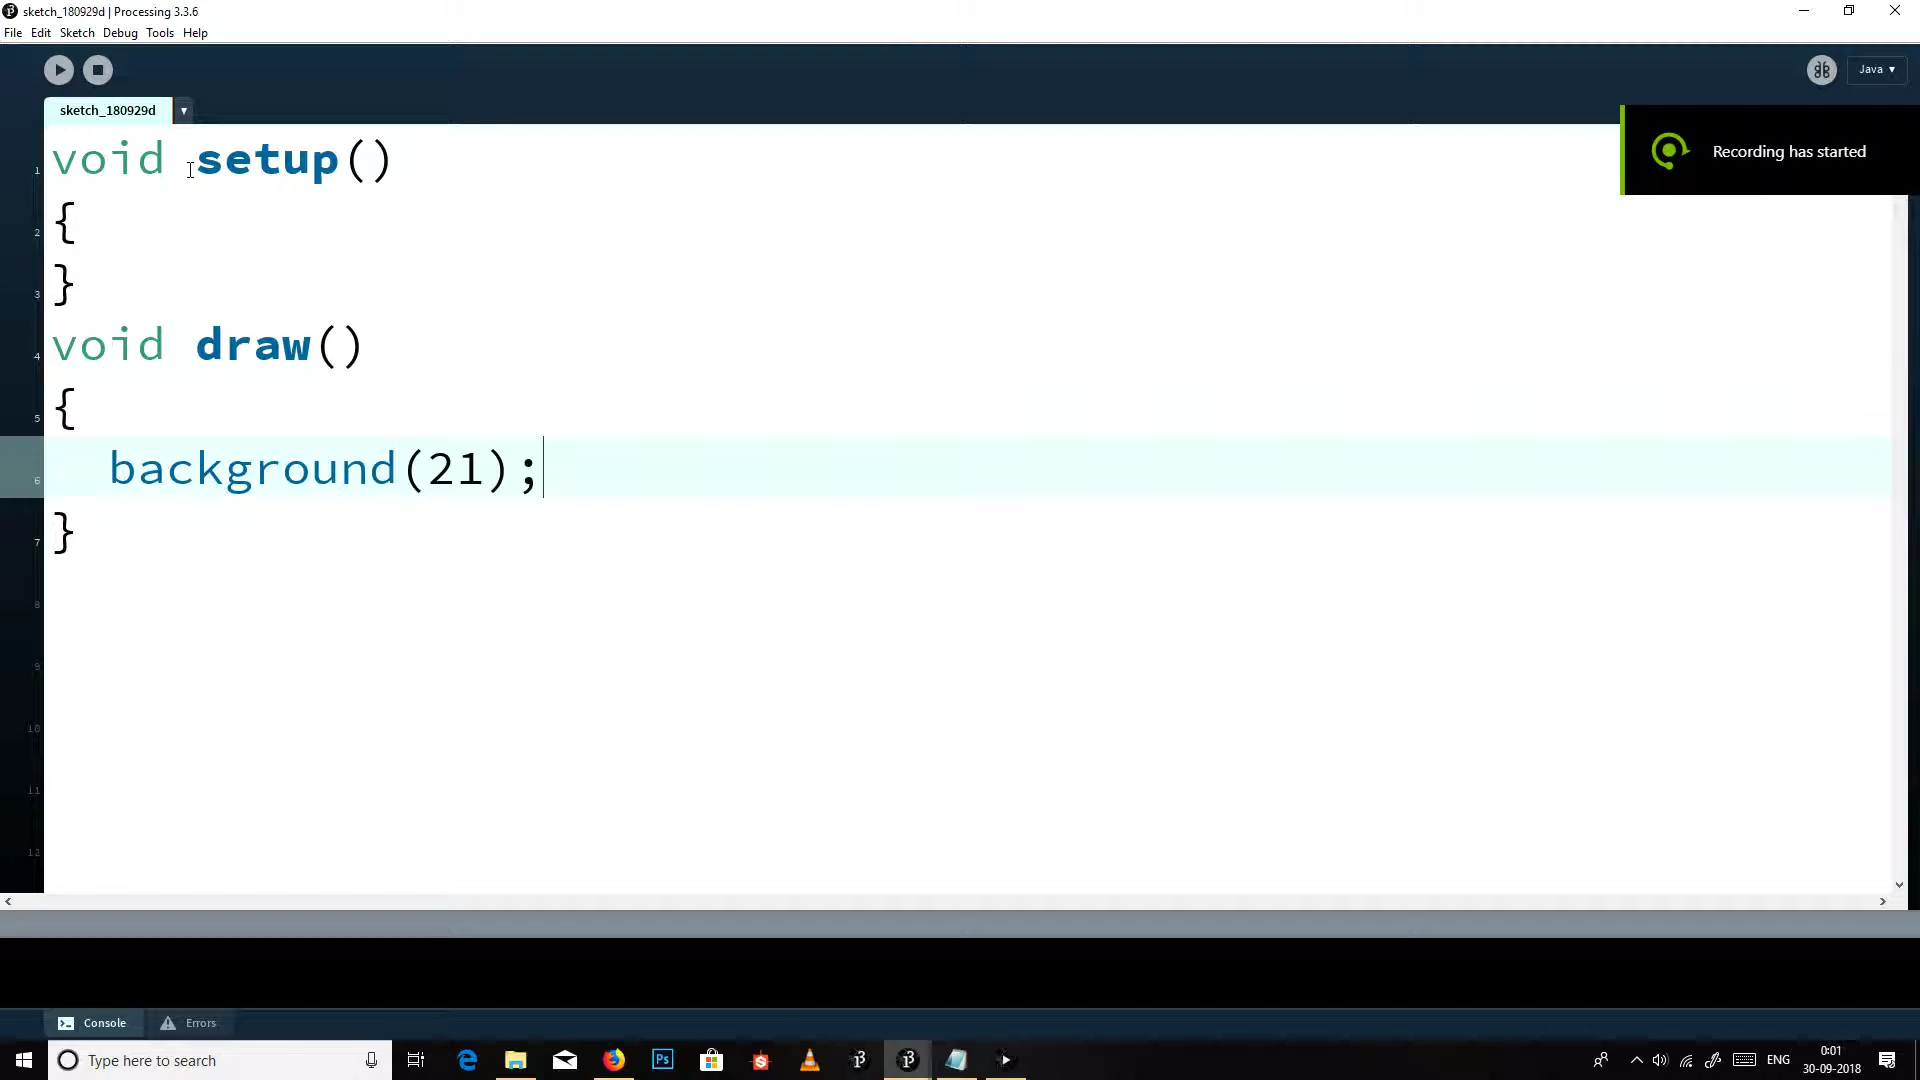 sketch_180929d | Processing 3.3.6
File Edit Sketch Debug Tools Help
Java ▾
sketch_180929d ▾
Recording has started
1 void setup()
2 {
3 }
4 void draw()
5 {
6 background(21);
7 }
8
9
10
11
12
Console Errors
Type here to search
Ps
ENG
0:01
30-09-2018